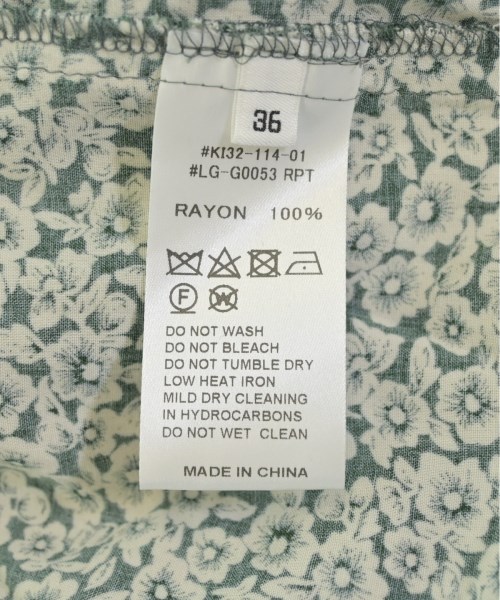 36
#KI32-114-01
#LG-G0053 RPT
RAYON 100%
F W
DO NOT WASH
DO NOT BLEACH
DO NOT TUMBLE DRY
LOW HEAT IRON
MILD DRY CLEANING
IN HYDROCARBONS
DO NOT WET CLEAN
MADE IN CHINA